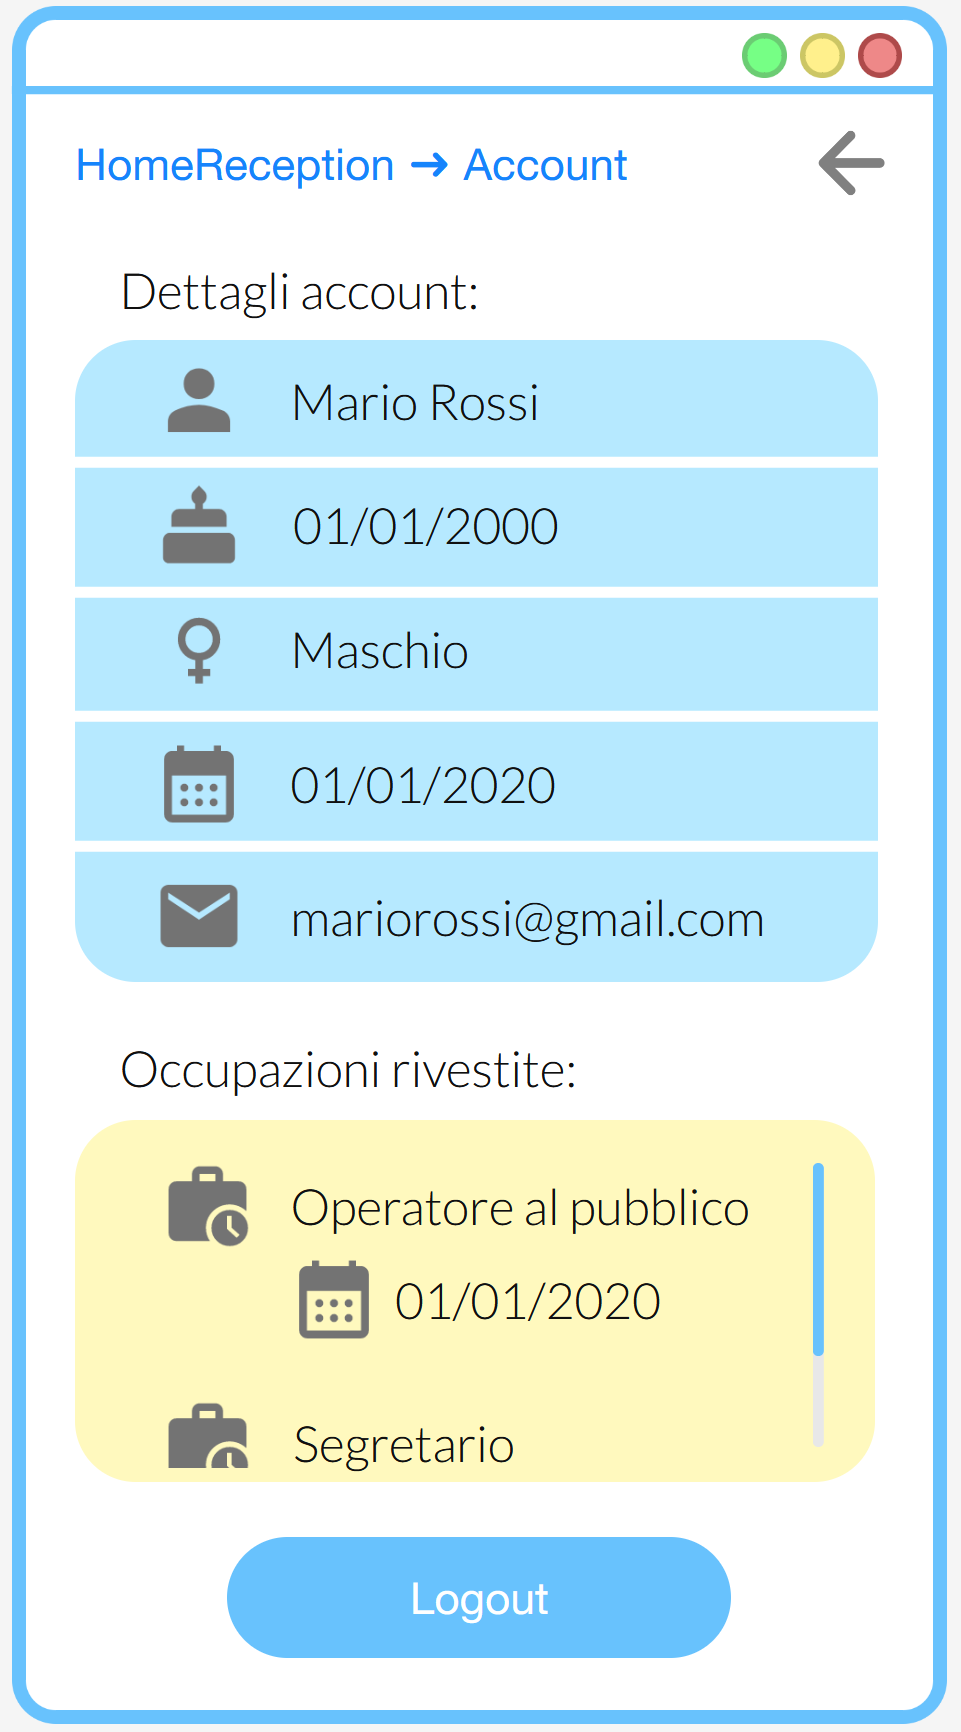 HomeReception ➜ Account
Dettagli account:
Mario Rossi
01/01/2000
Maschio
01/01/2020
mariorossi@gmail.com
Occupazioni rivestite:
Operatore al pubblico
01/01/2020
Segretario
Logout